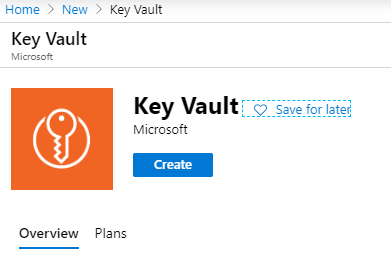 Home > New > Key Vault
Key Vault
Microsoft
Key Vault Save for later
Microsoft
Create
Overview Plans